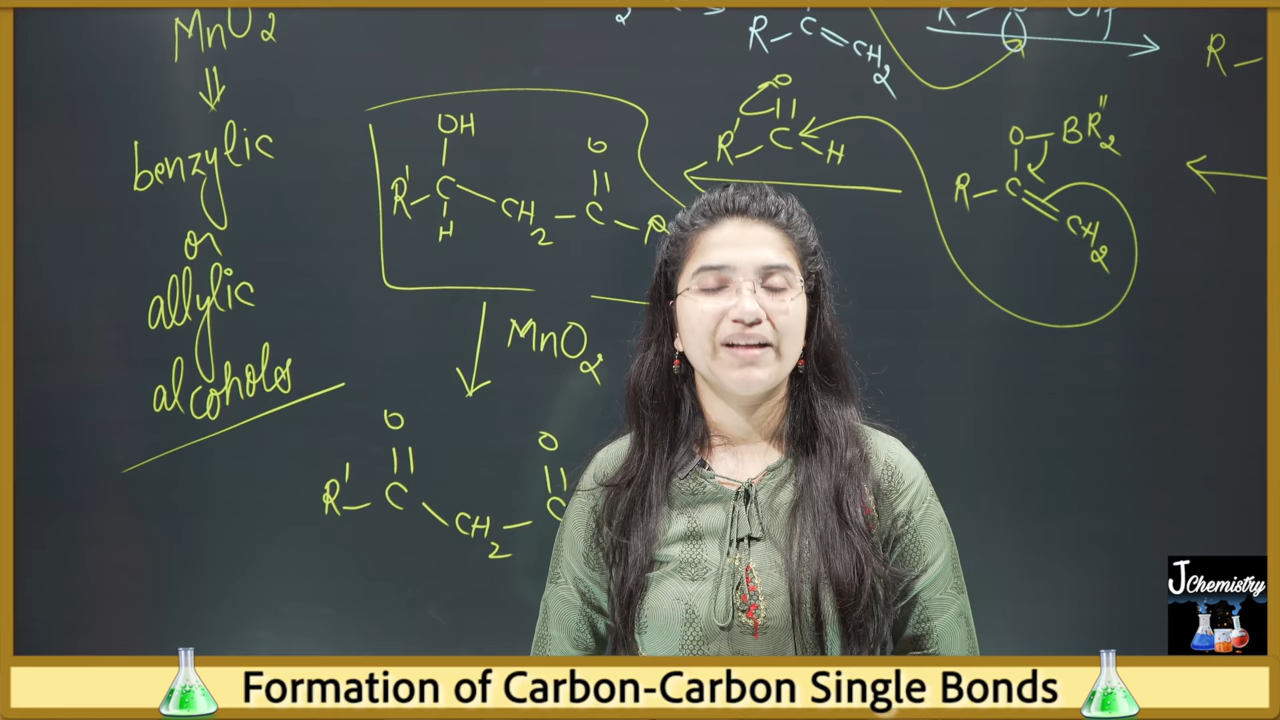 MnO2
benzylic
or
allylic
alcohols
R-C=CH2
R-
OH
R'-C-CH2-C-
O
H
R'-C-H
O
O-BR''2
R-C=CH2
MnO2
O
O
R'-C-CH2-C
J Chemistry
Formation of Carbon-Carbon Single Bonds